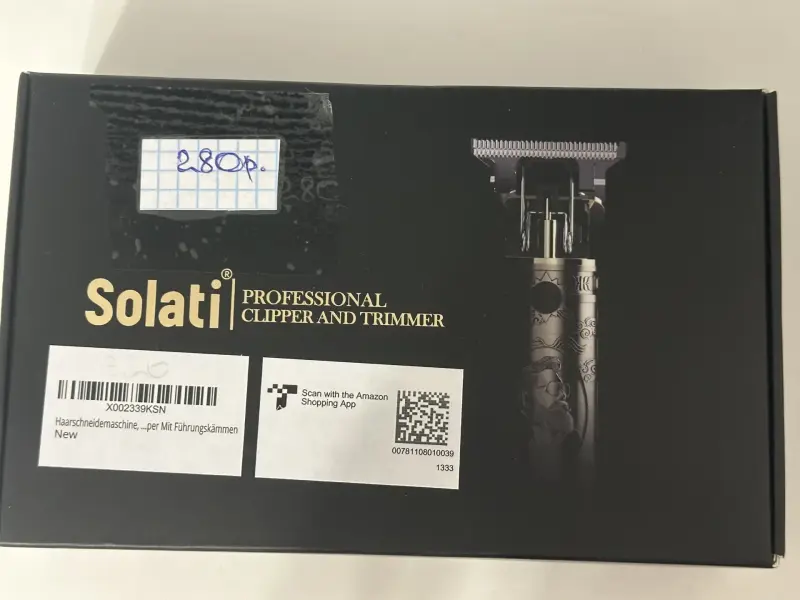 280р.
Solati®
PROFESSIONAL
CLIPPER AND TRIMMER
X002339KSN
Haarschneidemaschine, ...per Mit Führungskämmen
New
Scan with the Amazon
Shopping App
00781108010039
1333